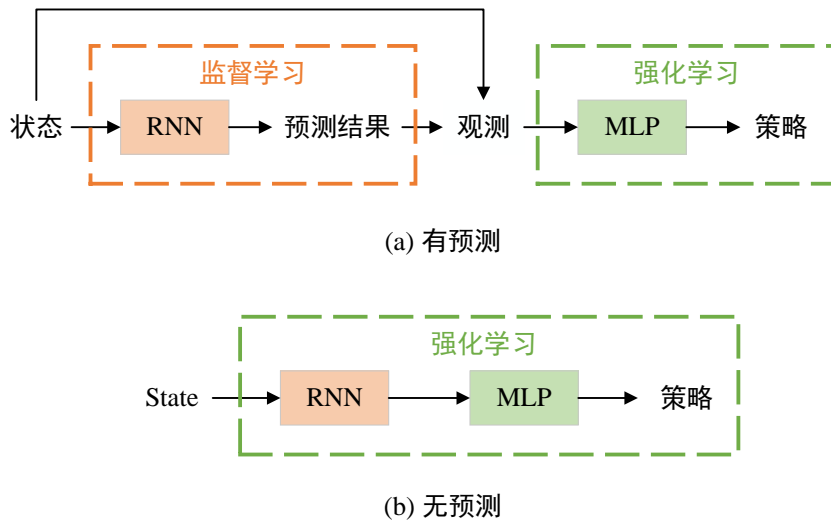 监督学习
强化学习
状态
RNN
预测结果
观测
MLP
策略
(a) 有预测
强化学习
State
RNN
MLP
策略
(b) 无预测